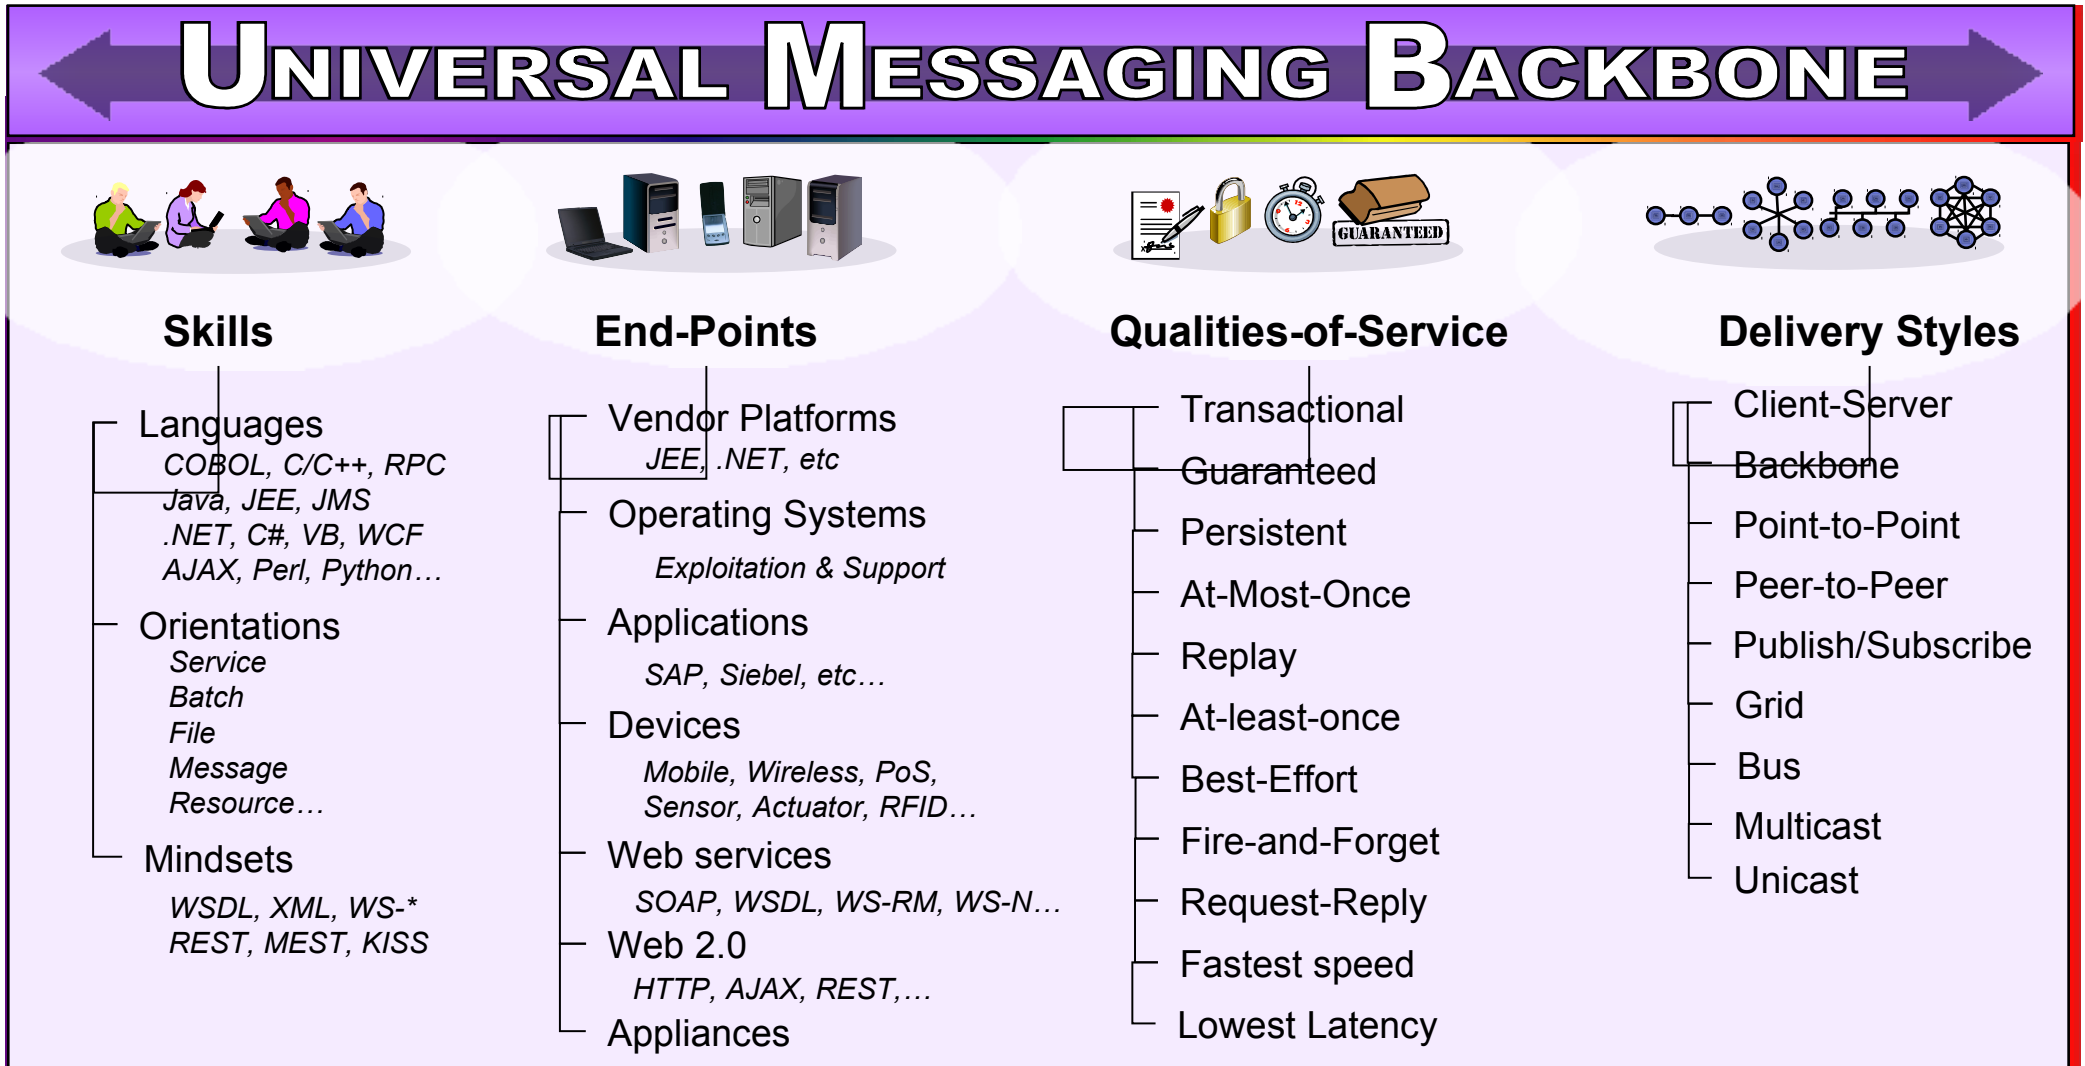 UNIVERSAL MESSAGING BACKBONE
GUARANTEED
Skills
Languages
COBOL, C/C++, RPC
Java, JEE, JMS
.NET, C#, VB, WCF
AJAX, Perl, Python…
Orientations
Service
Batch
File
Message
Resource…
Mindsets
WSDL, XML, WS-*
REST, MEST, KISS
End-Points
Vendor Platforms
JEE, .NET, etc
Operating Systems
Exploitation & Support
Applications
SAP, Siebel, etc…
Devices
Mobile, Wireless, PoS,
Sensor, Actuator, RFID…
Web services
SOAP, WSDL, WS-RM, WS-N…
Web 2.0
HTTP, AJAX, REST,…
Appliances
Qualities-of-Service
Transactional
Guaranteed
Persistent
At-Most-Once
Replay
At-least-once
Best-Effort
Fire-and-Forget
Request-Reply
Fastest speed
Lowest Latency
Delivery Styles
Client-Server
Backbone
Point-to-Point
Peer-to-Peer
Publish/Subscribe
Grid
Bus
Multicast
Unicast